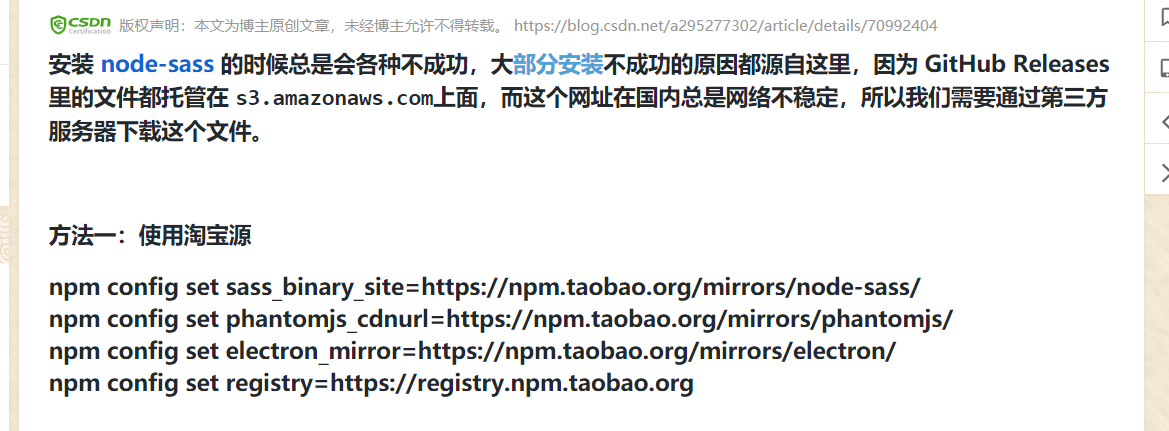 CSDN Certification 版权声明：本文为博主原创文章，未经博主允许不得转载。 https://blog.csdn.net/a295277302/article/details/70992404
安装 node-sass 的时候总是会各种不成功，大部分安装不成功的原因都源自这里，因为 GitHub Releases
里的文件都托管在 s3.amazonaws.com上面，而这个网址在国内总是网络不稳定，所以我们需要通过第三方
服务器下载这个文件。
方法一：使用淘宝源
npm config set sass_binary_site=https://npm.taobao.org/mirrors/node-sass/
npm config set phantomjs_cdnurl=https://npm.taobao.org/mirrors/phantomjs/
npm config set electron_mirror=https://npm.taobao.org/mirrors/electron/
npm config set registry=https://registry.npm.taobao.org